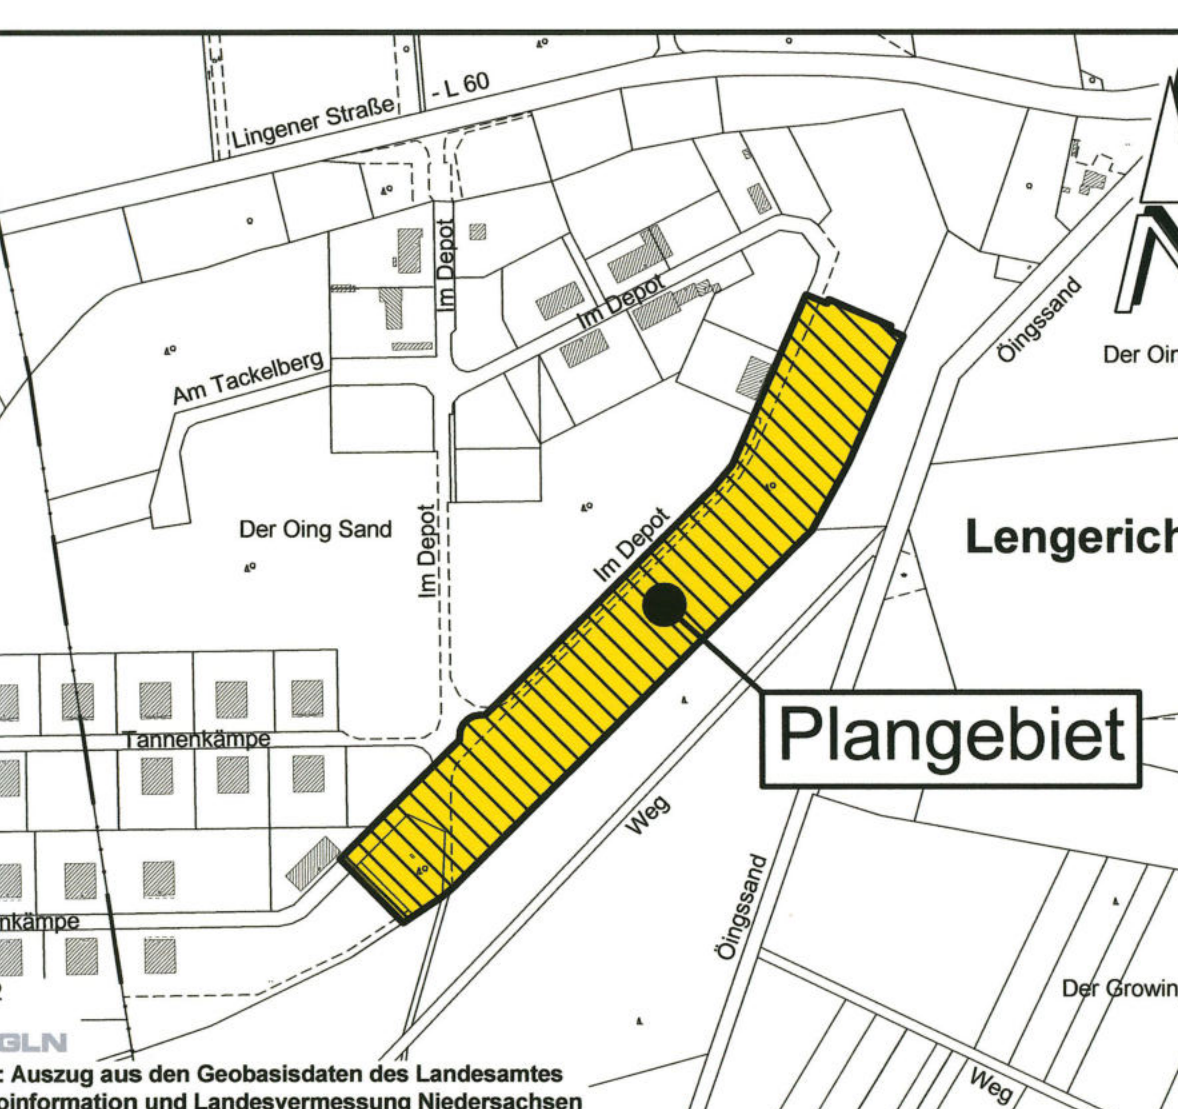 Lingener Straße
- L 60
N
Im Depot
Im Depot
Öingssand
Der Oin
Am Tackelberg
Der Oing Sand
Im Depot
Im Depot
Lengerich
Plangebiet
Tannenkämpe
Weg
nkämpe
Öingssand
Der Growin
Weg
GLN
: Auszug aus den Geobasisdaten des Landesamtes
oinformation und Landesvermessung Niedersachsen